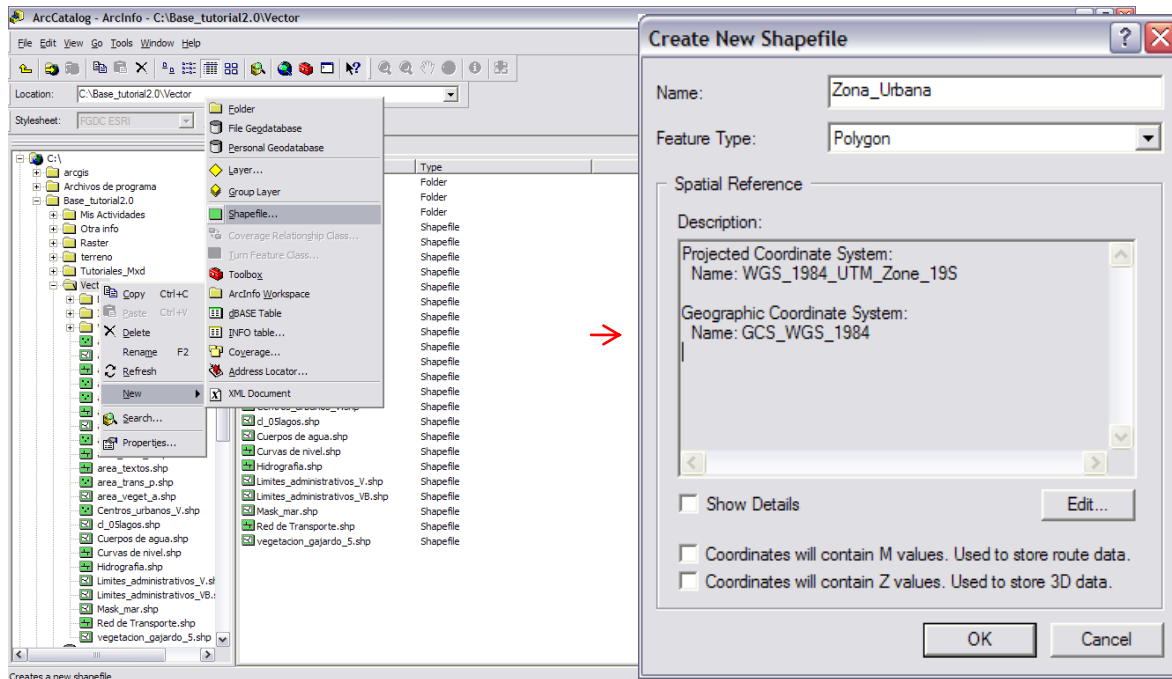 ArcCatalog - ArcInfo - C:\Base_tutorial2.0\Vector
File Edit View Go Tools Window Help
Location: C:\Base_tutorial2.0\Vector
Stylesheet: FGDC ESRI
C:\
arcgis
Archivos de programa
Base_tutorial2.0
Mis Actividades
Otra info
Raster
terreno
Tutoriales_Mxd
Vect
area_textos.shp
area_trans_p.shp
area_veget_a.shp
Centros_urbanos_V.shp
cl_05lagos.shp
Cuerpos de agua.shp
Curvas de nivel.shp
Hidrografia.shp
Limites_administrativos_V.sh
Limites_administrativos_VB.s
Mask_mar.shp
Red de Transporte.shp
vegetacion_gajardo_5.shp
Copy Ctrl+C
Paste Ctrl+V
Delete
Rename F2
Refresh
New
Search...
Properties...
Folder
File Geodatabase
Personal Geodatabase
Layer...
Group Layer
Shapefile...
Coverage Relationship Class...
Turn Feature Class...
Toolbox
ArcInfo Workspace
dBASE Table
INFO table...
Coverage...
Address Locator...
XML Document
Type
Folder
Folder
Folder
Shapefile
Shapefile
Shapefile
Shapefile
Shapefile
Shapefile
Shapefile
Shapefile
Shapefile
Shapefile
Shapefile
Shapefile
Centros_urbanos_V.shp Shapefile
cl_05lagos.shp Shapefile
Cuerpos de agua.shp Shapefile
Curvas de nivel.shp Shapefile
Hidrografia.shp Shapefile
Limites_administrativos_V.shp Shapefile
Limites_administrativos_VB.shp Shapefile
Mask_mar.shp Shapefile
Red de Transporte.shp Shapefile
vegetacion_gajardo_5.shp Shapefile
Creates a new shapefile
Create New Shapefile
Name: Zona_Urbana
Feature Type: Polygon
Spatial Reference
Description:
Projected Coordinate System:
Name: WGS_1984_UTM_Zone_19S
Geographic Coordinate System:
Name: GCS_WGS_1984
Show Details
Edit...
Coordinates will contain M values. Used to store route data.
Coordinates will contain Z values. Used to store 3D data.
OK Cancel